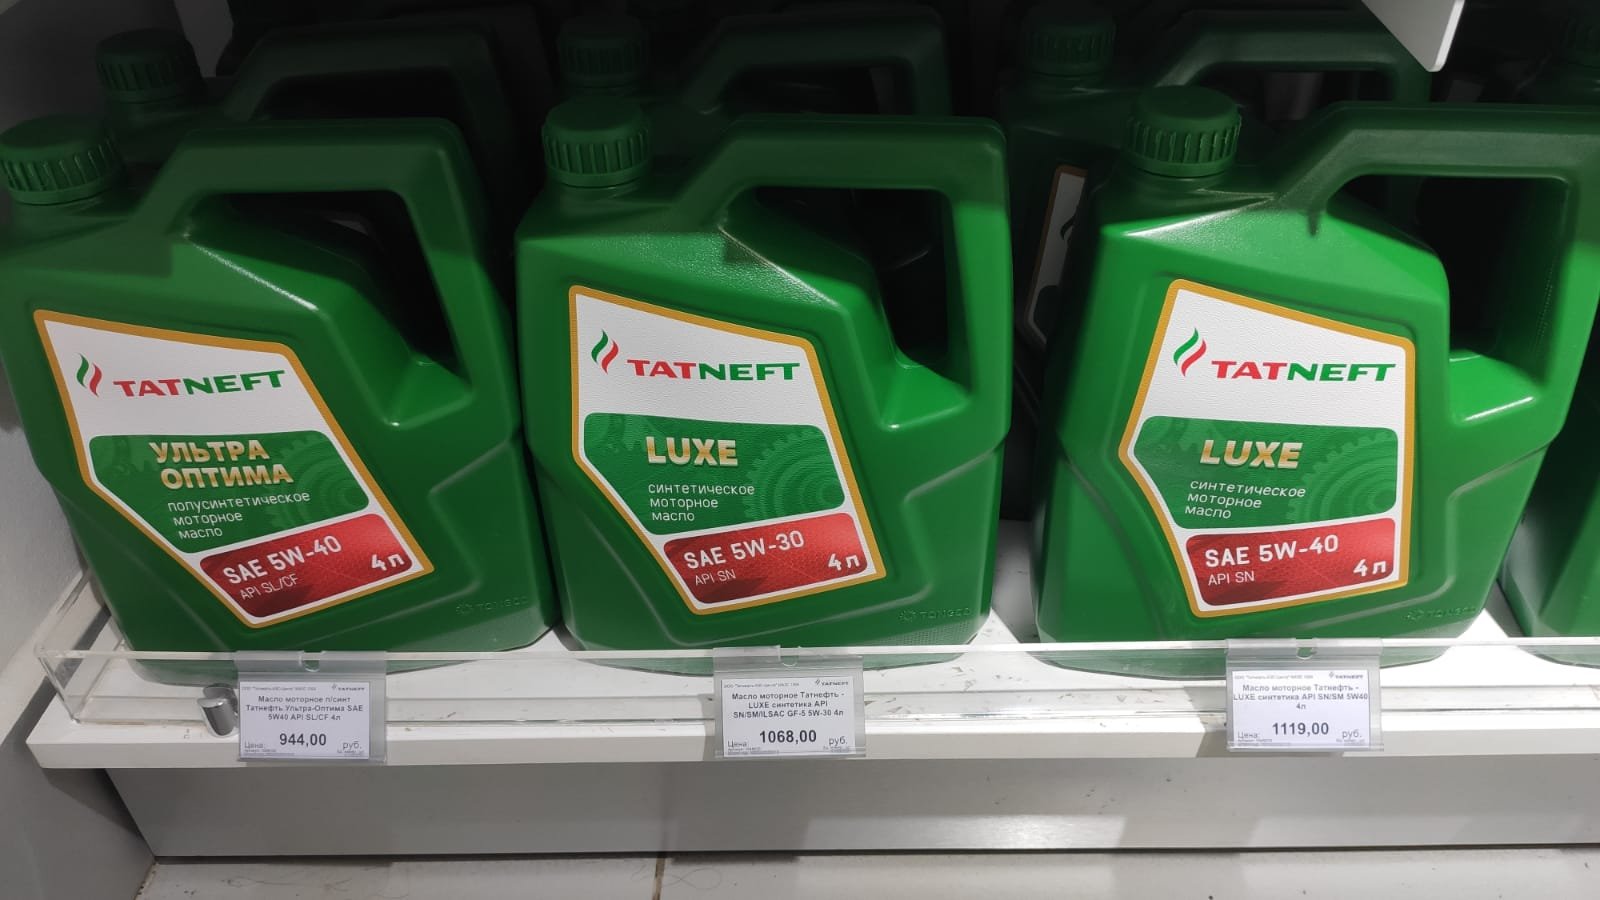 TATNEFT
УЛЬТРА
ОПТИМА
полусинтетическое
моторное
масло
SAE 5W-40
4 л
API SL/CF
TATNEFT
LUXE
синтетическое
моторное
масло
SAE 5W-30
4 л
API SN
TATNEFT
LUXE
синтетическое
моторное
масло
SAE 5W-40
4 л
API SN
TATNEFT
Масло моторное п/синт
Татнефть Ультра-Оптима SAE
5W40 API SL/CF 4л
Цена: 944,00 руб.
TATNEFT
Масло моторное Татнефть -
LUXE синтетика API
SN/SM/ILSAC GF-5 5W-30 4л
Цена: 1068,00 руб.
TATNEFT
Масло моторное Татнефть -
LUXE синтетика API SN/SM 5W40
4л
Цена: 1119,00 руб.